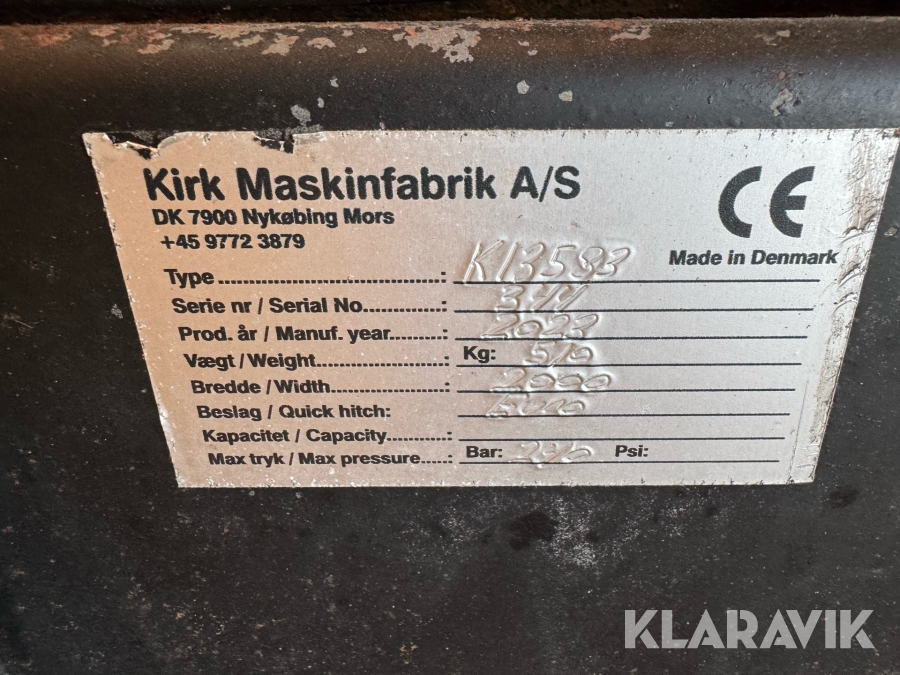 Kirk Maskinfabrik A/S
DK 7900 Nykøbing Mors
+45 9772 3879
CE
Made in Denmark
Type..............................: K13583
Serie nr / Serial No............: 344
Prod. år / Manuf. year.........: 2023
Vægt / Weight....................: Kg: 510
Bredde / Width..................: 2000
Beslag / Quick hitch:
Kapacitet / Capacity...........:
Max tryk / Max pressure.....: Bar: Psi:
KLARAVIK